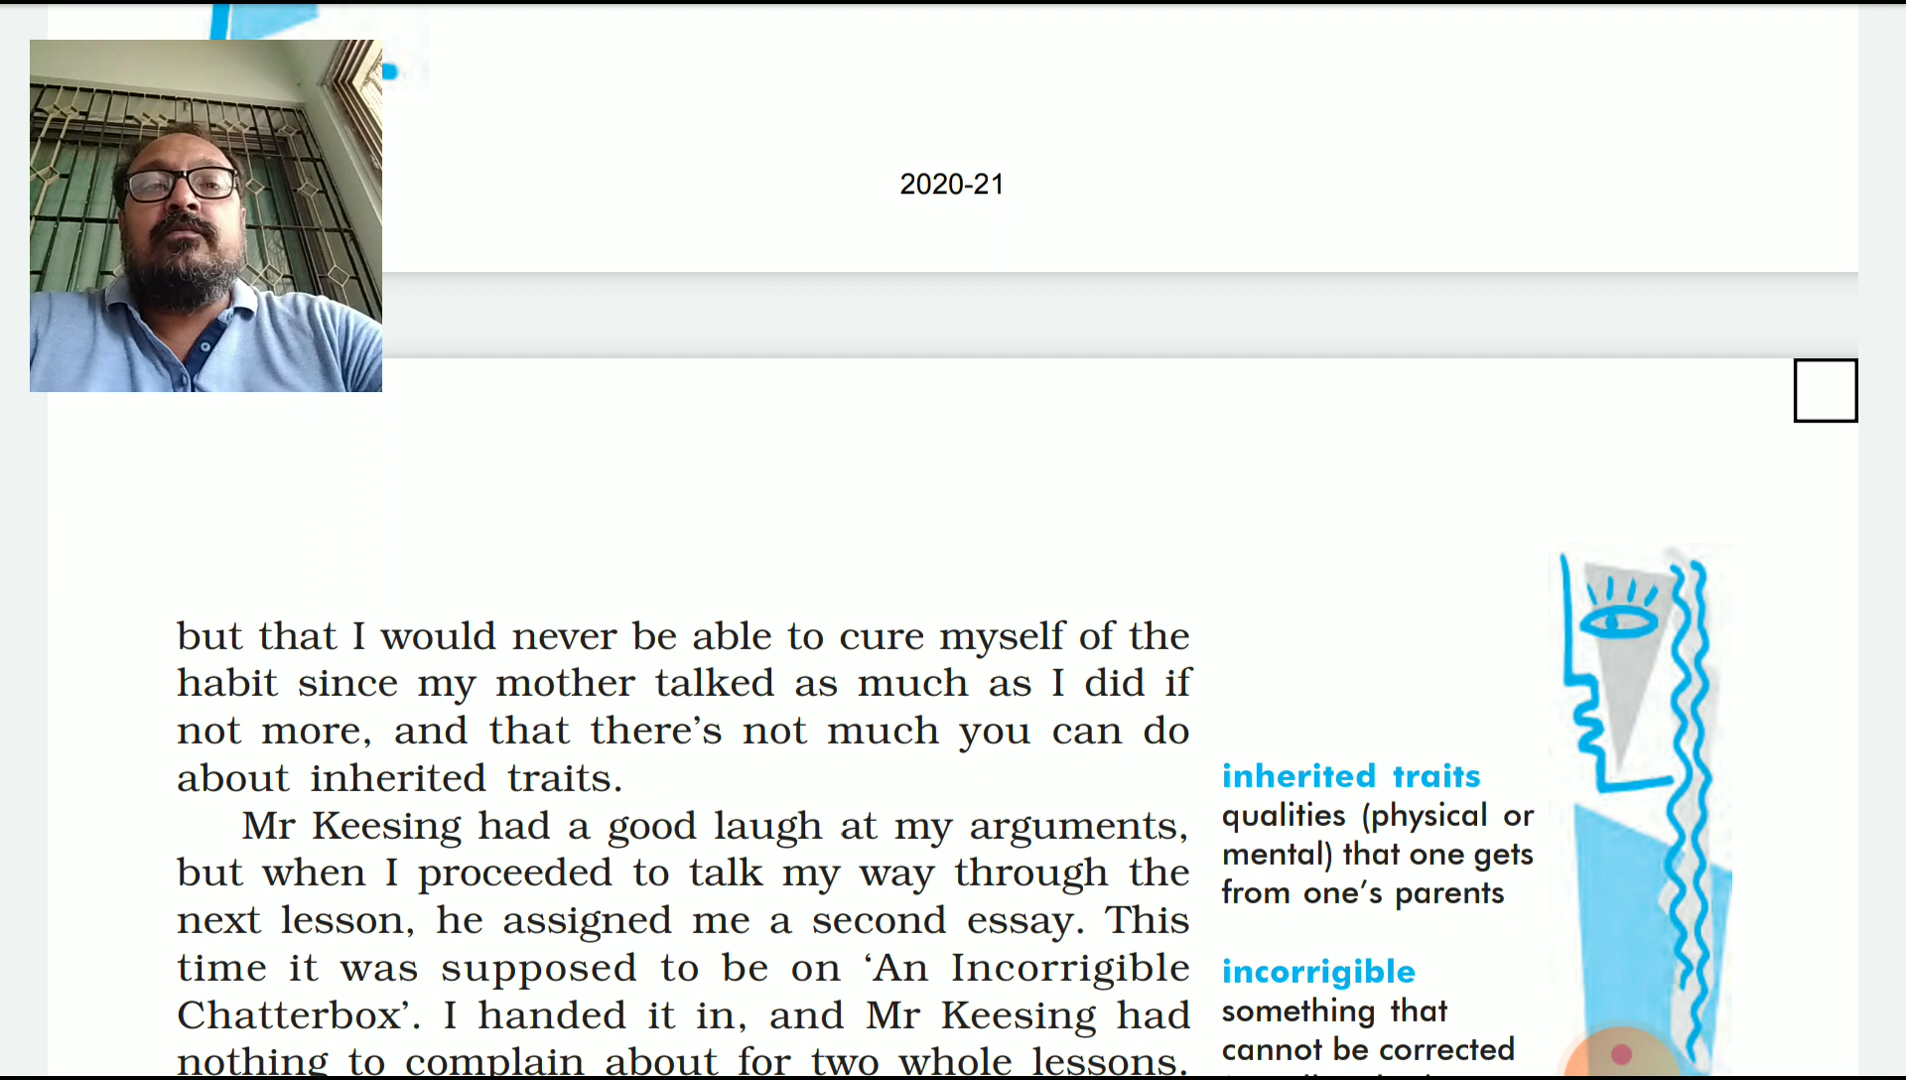 2020-21
but that I would never be able to cure myself of the
habit since my mother talked as much as I did if
not more, and that there’s not much you can do
about inherited traits.
Mr Keesing had a good laugh at my arguments,
but when I proceeded to talk my way through the
next lesson, he assigned me a second essay. This
time it was supposed to be on ‘An Incorrigible
Chatterbox’. I handed it in, and Mr Keesing had
nothing to complain about for two whole lessons.
inherited traits
qualities (physical or
mental) that one gets
from one’s parents
incorrigible
something that
cannot be corrected